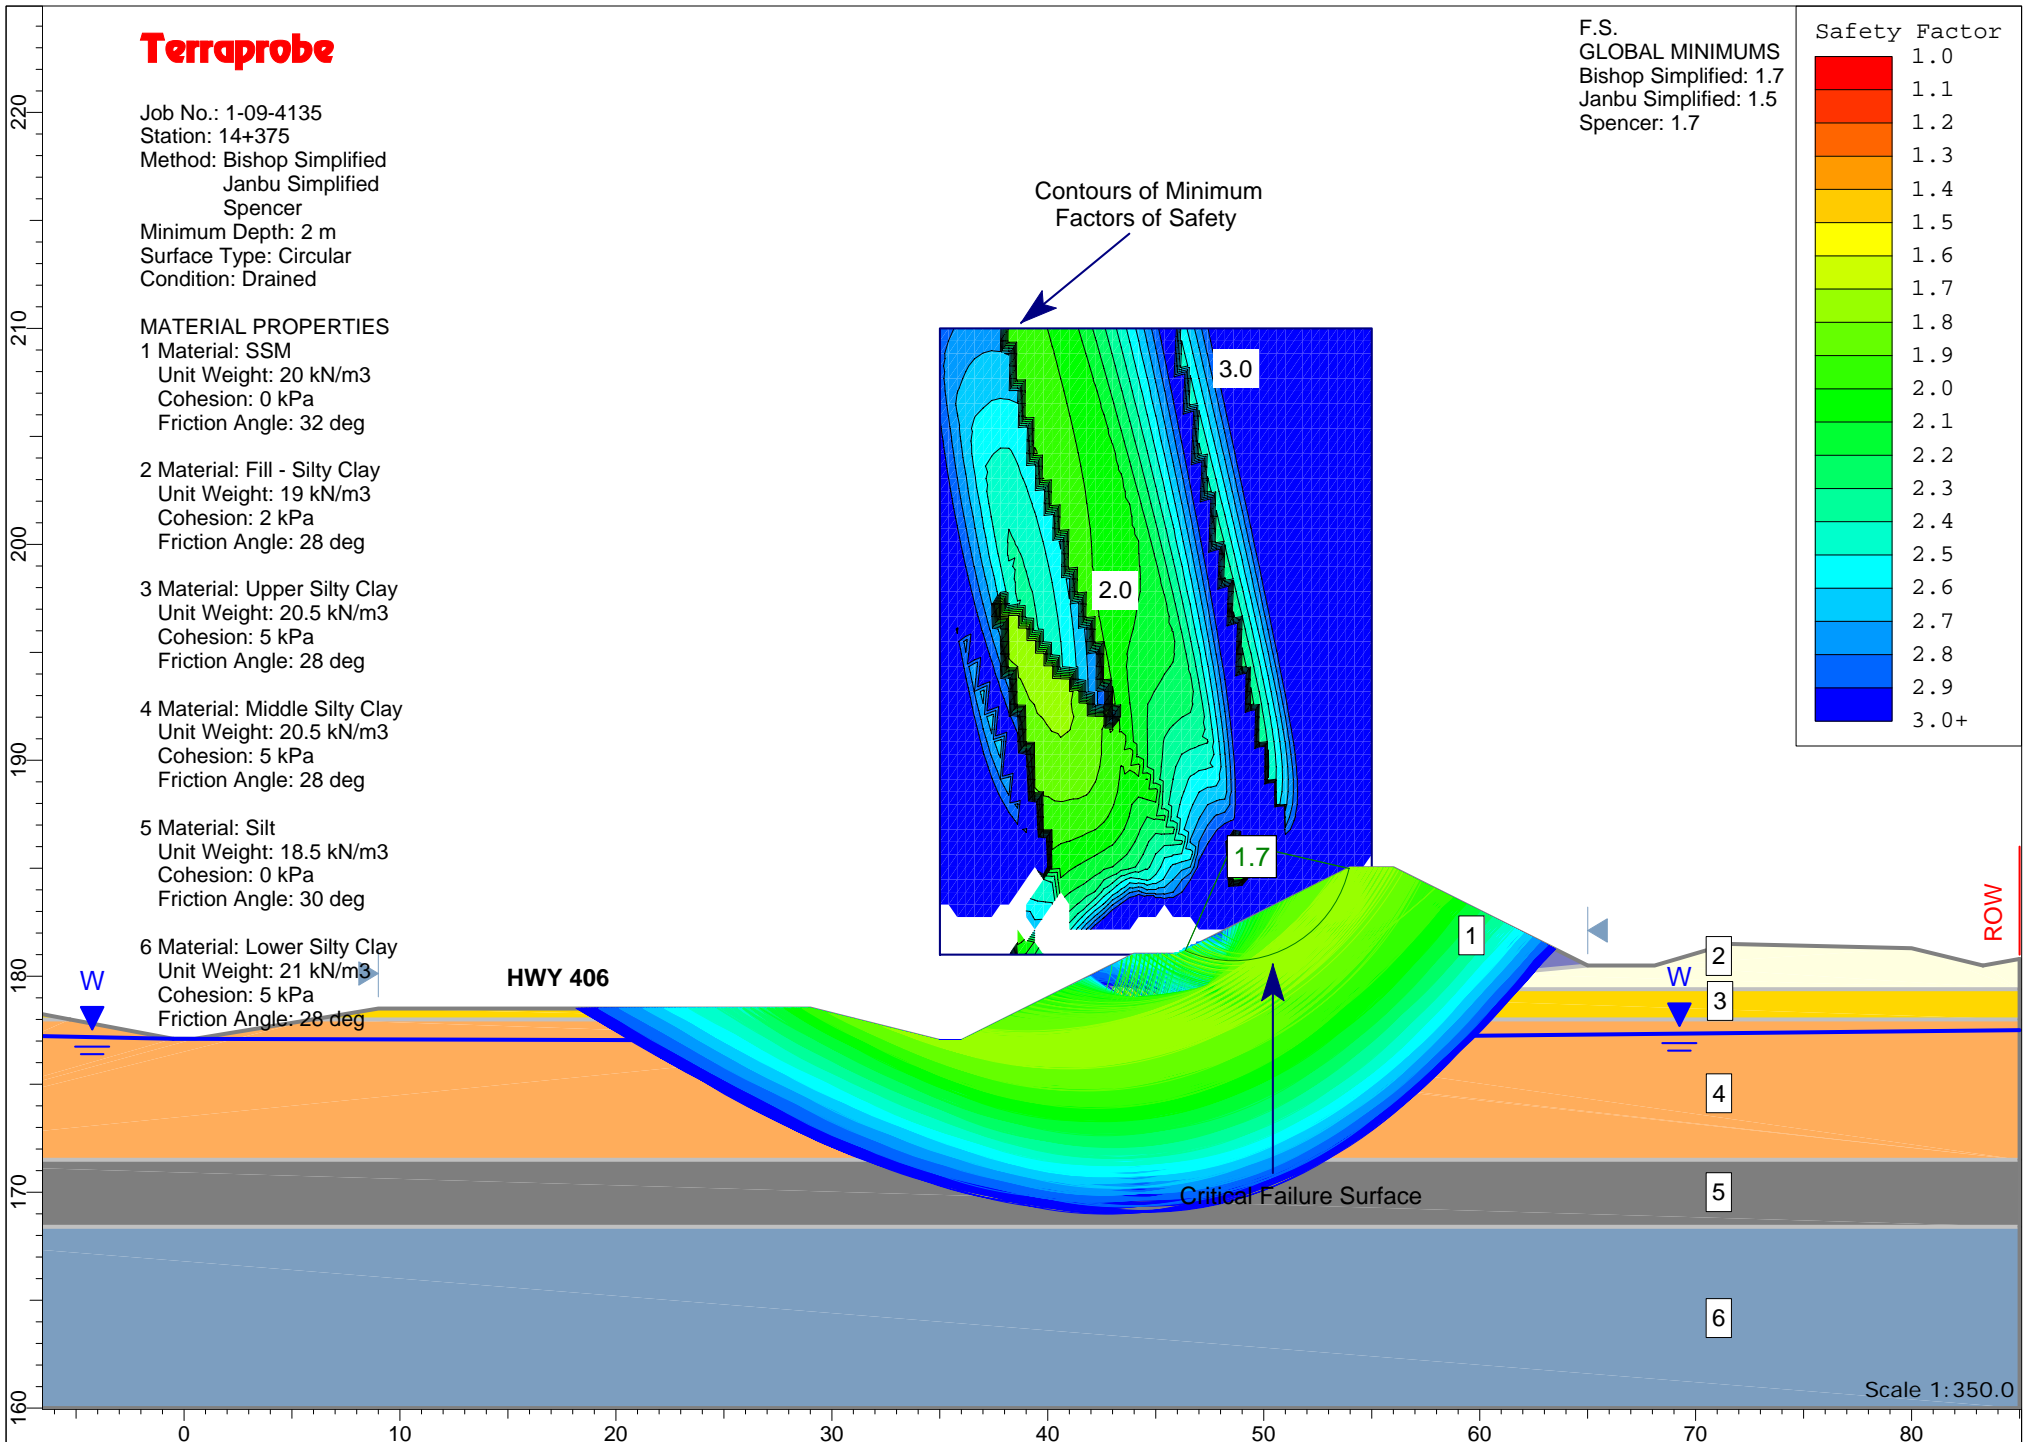 Terraprobe
Job No.: 1-09-4135
Station: 14+375
Method: Bishop Simplified
Janbu Simplified
Spencer
Minimum Depth: 2 m
Surface Type: Circular
Condition: Drained
MATERIAL PROPERTIES
1 Material: SSM
Unit Weight: 20 kN/m3
Cohesion: 0 kPa
Friction Angle: 32 deg
2 Material: Fill - Silty Clay
Unit Weight: 19 kN/m3
Cohesion: 2 kPa
Friction Angle: 28 deg
3 Material: Upper Silty Clay
Unit Weight: 20.5 kN/m3
Cohesion: 5 kPa
Friction Angle: 28 deg
4 Material: Middle Silty Clay
Unit Weight: 20.5 kN/m3
Cohesion: 5 kPa
Friction Angle: 28 deg
5 Material: Silt
Unit Weight: 18.5 kN/m3
Cohesion: 0 kPa
Friction Angle: 30 deg
6 Material: Lower Silty Clay
Unit Weight: 21 kN/m3
Cohesion: 5 kPa
Friction Angle: 28 deg
F.S.
GLOBAL MINIMUMS
Bishop Simplified: 1.7
Janbu Simplified: 1.5
Spencer: 1.7
Safety Factor
1.0
1.1
1.2
1.3
1.4
1.5
1.6
1.7
1.8
1.9
2.0
2.1
2.2
2.3
2.4
2.5
2.6
2.7
2.8
2.9
3.0+
Contours of Minimum
Factors of Safety
3.0
2.0
1.7
HWY 406
W
W
ROW
1
2
3
4
5
6
Critical Failure Surface
Scale 1:350.0
220
210
200
190
180
170
160
0
10
20
30
40
50
60
70
80